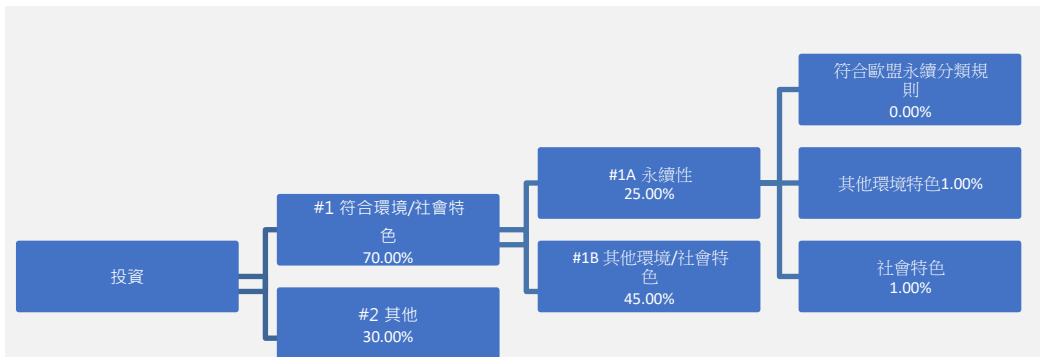 投資
#1 符合環境/社會特
色
70.00%
#2 其他
30.00%
#1A 永續性
25.00%
#1B 其他環境/社會特
色
45.00%
符合歐盟永續分類規
則
0.00%
其他環境特色1.00%
社會特色
1.00%